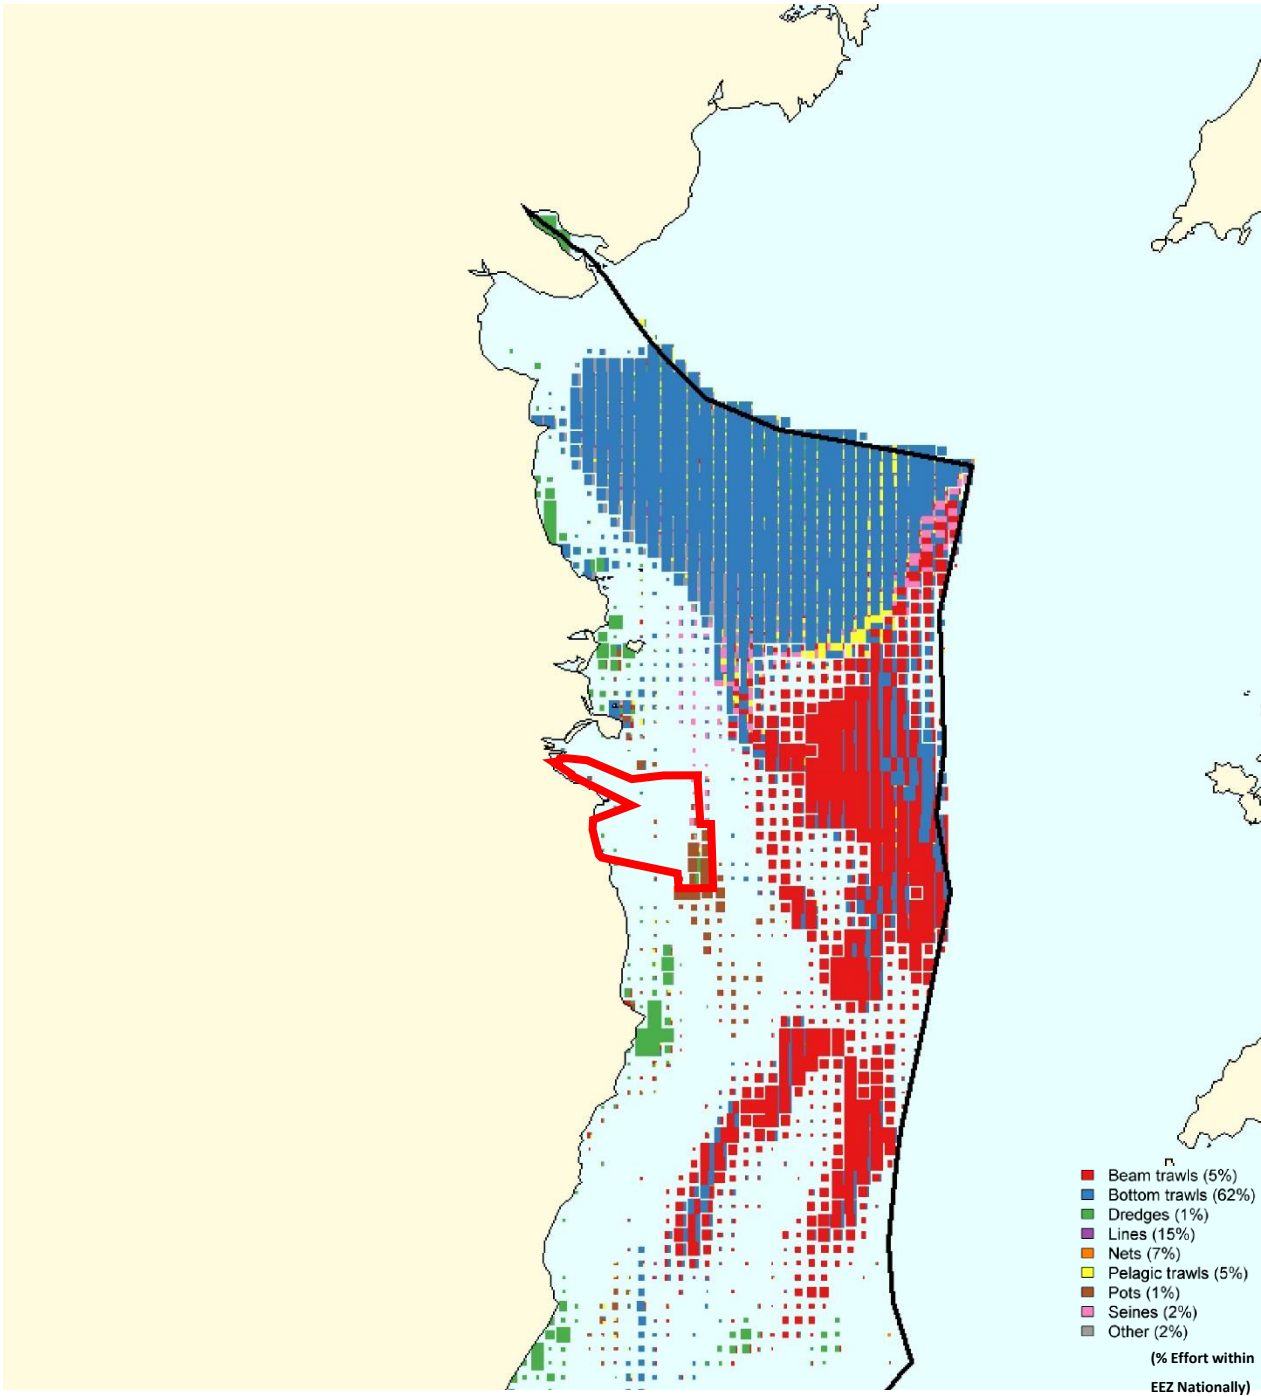 Beam trawls (5%)
Bottom trawls (62%)
Dredges (1%)
Lines (15%)
Nets (7%)
Pelagic trawls (5%)
Pots (1%)
Seines (2%)
Other (2%)
(% Effort within
EEZ Nationally)